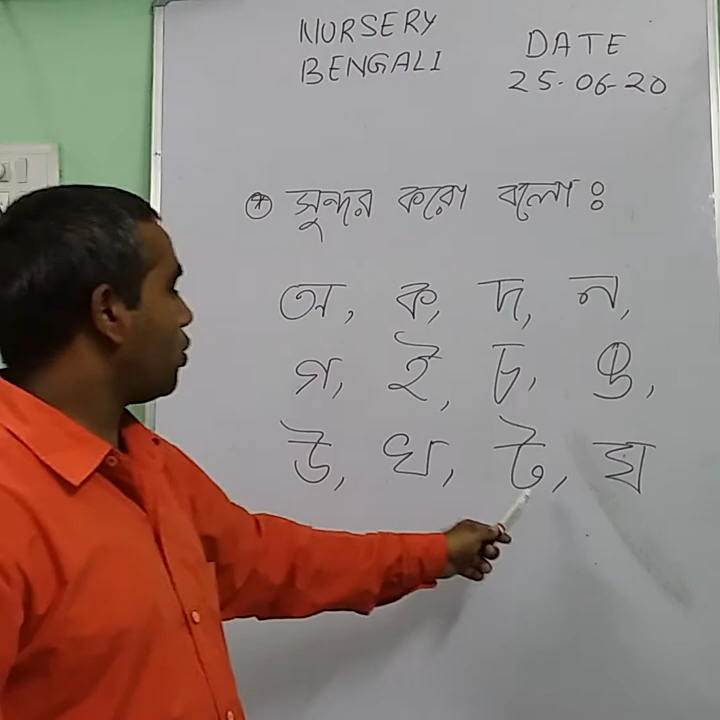 NURSERY
BENGALI
DATE
25-06-20
* সুন্দর করো বলো :
অ, ক, দ, ন,
গ, ই, চ, ঔ,
উ, খ, ট, ঘ